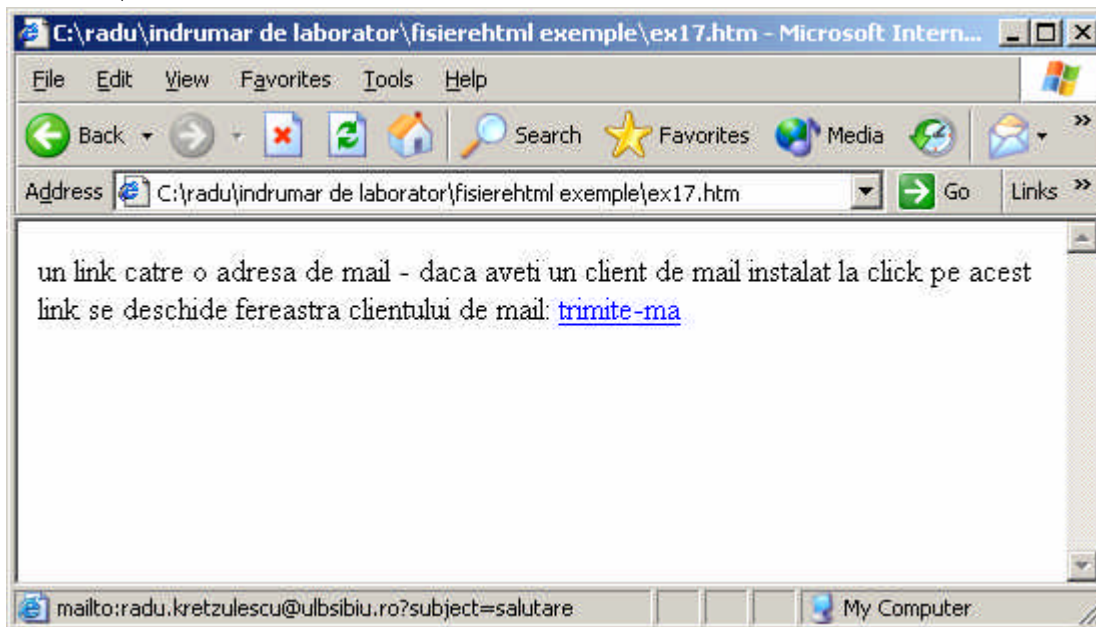 C:\radu\indrumar de laborator\fisierehtml exemple\ex17.htm - Microsoft Intern...
File Edit View Favorites Tools Help
Back Search Favorites Media »
Address C:\radu\indrumar de laborator\fisierehtml exemple\ex17.htm Go Links »
un link catre o adresa de mail - daca aveti un client de mail instalat la click pe acest
link se deschide fereastra clientului de mail: trimite-ma
mailto:radu.kretzulescu@ulbsibiu.ro?subject=salutare My Computer